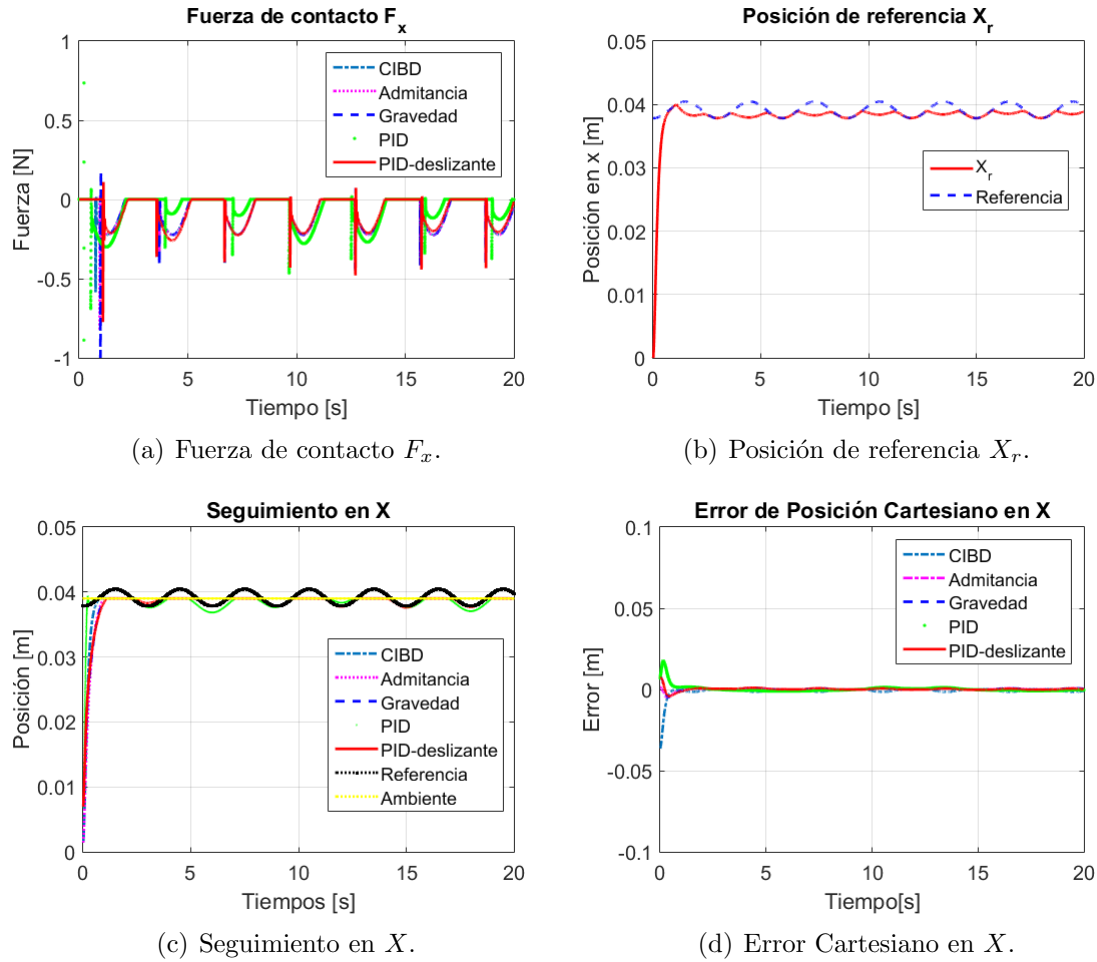 Fuerza de contacto F_x
Fuerza [N]
1
0.5
0
-0.5
-1
CIBD
Admitancia
Gravedad
PID
PID-deslizante
0 5 10 15 20
Tiempo [s]
(a) Fuerza de contacto F_x.
Posición de referencia X_r
Posición en x [m]
0.05
0.04
0.03
0.02
0.01
0
X_r
Referencia
0 5 10 15 20
Tiempo [s]
(b) Posición de referencia X_r.
Seguimiento en X
Posición [m]
0.05
0.04
0.03
0.02
0.01
0
CIBD
Admitancia
Gravedad
PID
PID-deslizante
Referencia
Ambiente
0 5 10 15 20
Tiempos [s]
(c) Seguimiento en X.
Error de Posición Cartesiano en X
Error [m]
0.1
0.05
0
-0.05
-0.1
CIBD
Admitancia
Gravedad
PID
PID-deslizante
0 5 10 15 20
Tiempo[s]
(d) Error Cartesiano en X.